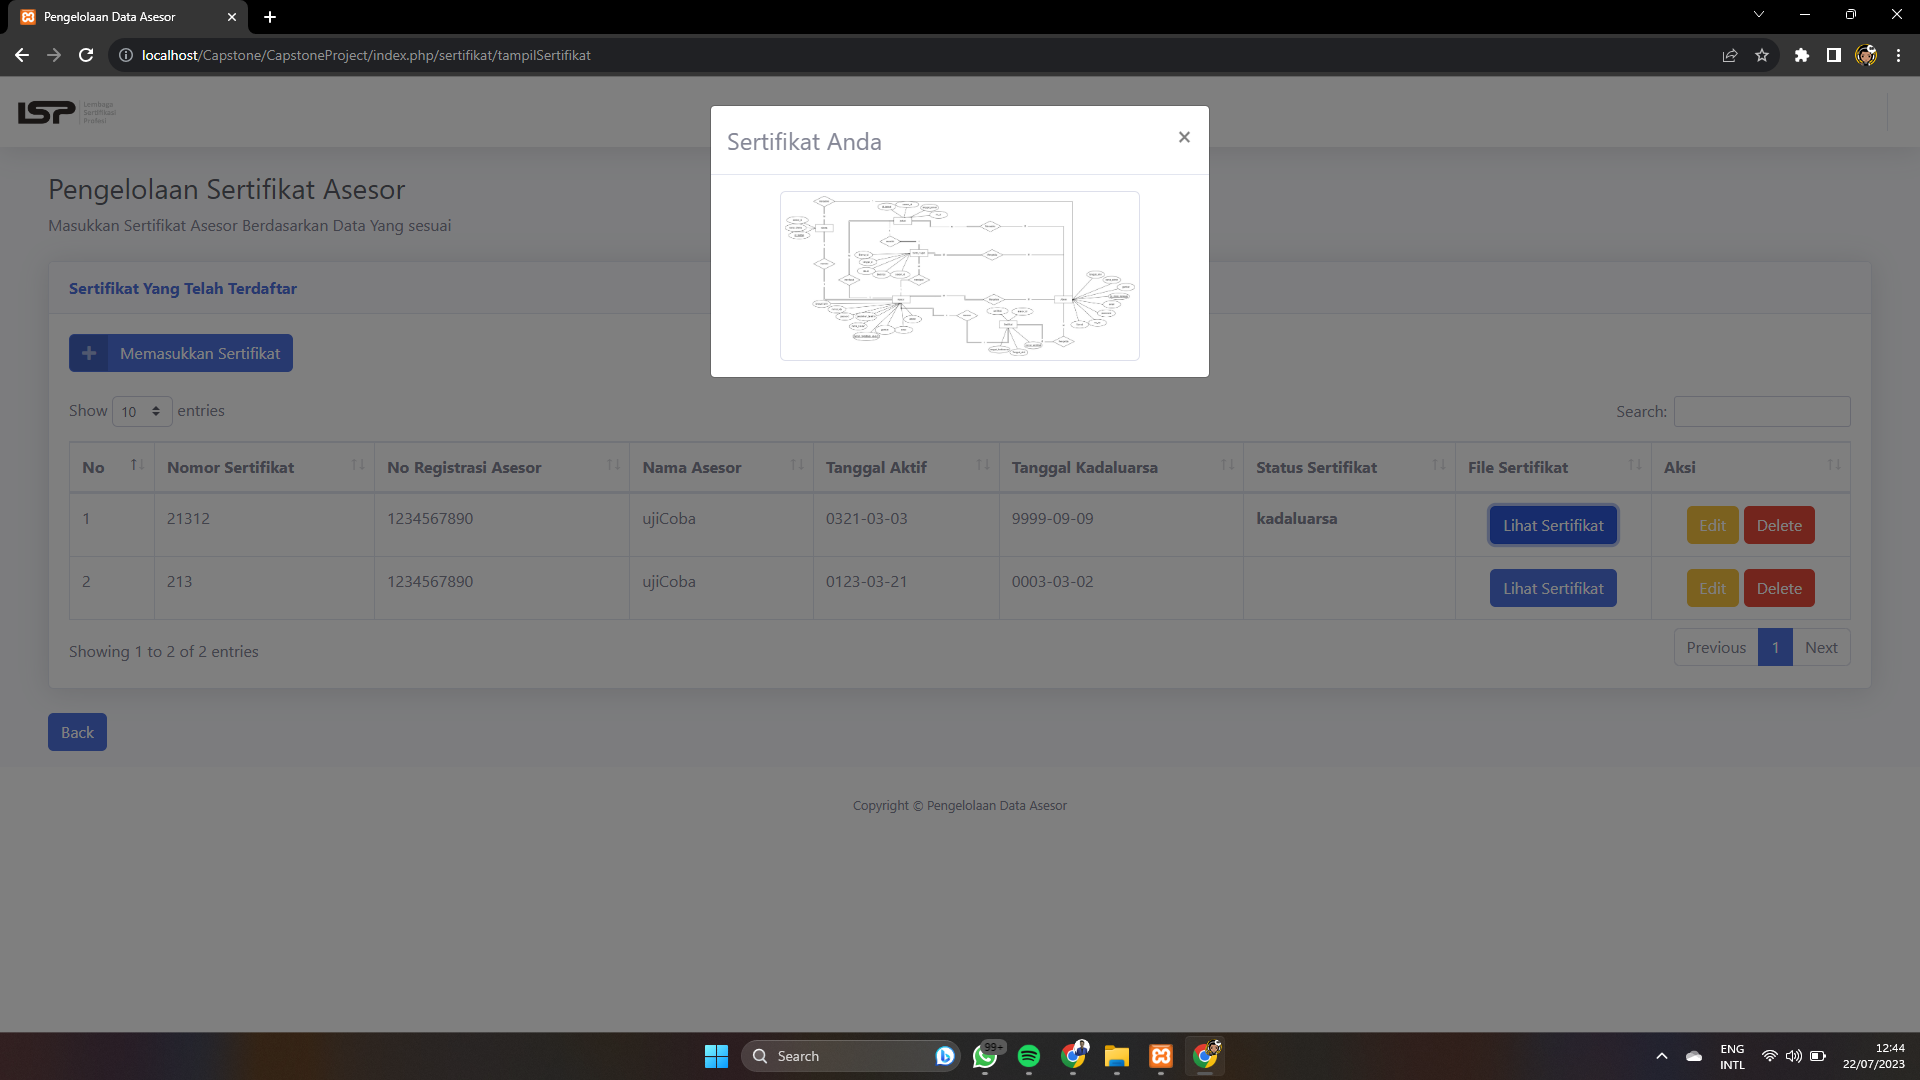 Pengelolaan Data Asesor
localhost/Capstone/CapstoneProject/index.php/sertifikat/tampilSertifikat
LSP
Lembaga
Sertifikasi
Profesi
Sertifikat Anda
×
Pengelolaan Sertifikat Asesor
Masukkan Sertifikat Asesor Berdasarkan Data Yang sesuai
Sertifikat Yang Telah Terdaftar
Memasukkan Sertifikat
Show 10 entries
Search:
No Nomor Sertifikat No Registrasi Asesor Nama Asesor Tanggal Aktif Tanggal Kadaluarsa Status Sertifikat File Sertifikat Aksi
1 21312 1234567890 ujiCoba 0321-03-03 9999-09-09 kadaluarsa Lihat Sertifikat Edit Delete
2 213 1234567890 ujiCoba 0123-03-21 0003-03-02 Lihat Sertifikat Edit Delete
Showing 1 to 2 of 2 entries
Previous 1 Next
Back
Copyright © Pengelolaan Data Asesor
Search
99+
ENG
INTL
12:44
22/07/2023